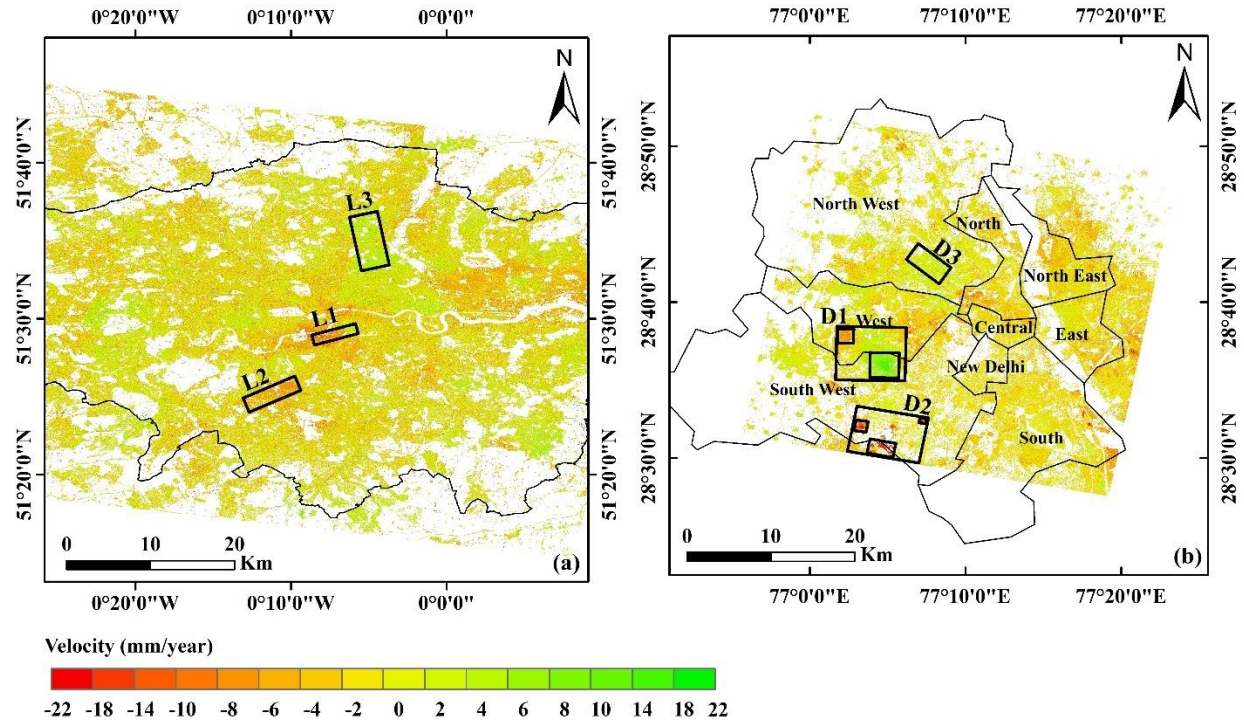 0°20'0"W 0°10'0"W 0°0'0"
77°0'0"E 77°10'0"E 77°20'0"E
N
N
51°40'0"N
51°30'0"N
51°20'0"N
51°40'0"N
51°30'0"N
51°20'0"N
28°50'0"N
28°40'0"N
28°30'0"N
28°50'0"N
28°40'0"N
28°30'0"N
L3
L1
L2
North West
North
D3
North East
D1
West
Central
East
New Delhi
South West
D2
South
0 10 20
Km
(a)
0 10 20
Km
(b)
0°20'0"W 0°10'0"W 0°0'0"
77°0'0"E 77°10'0"E 77°20'0"E
Velocity (mm/year)
-22 -18 -14 -10 -8 -6 -4 -2 0 2 4 6 8 10 14 18 22